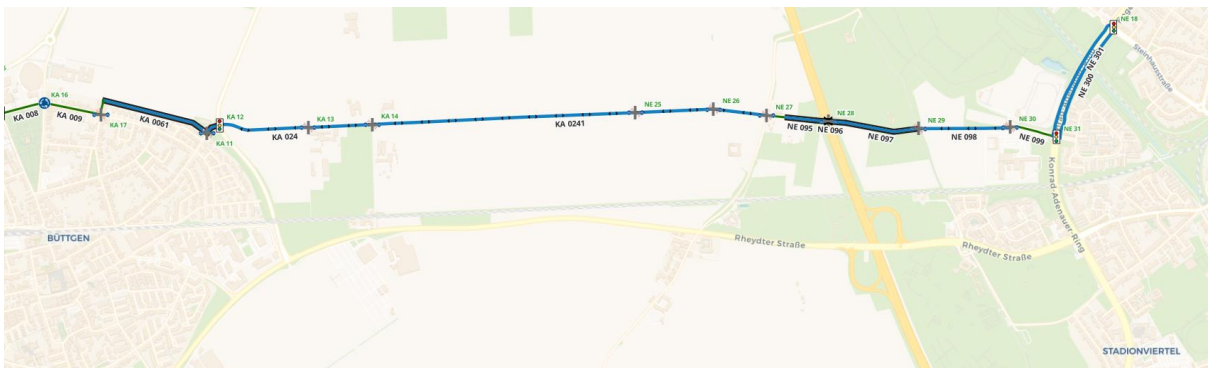 NE 18
Steinhausstraße
NE 301
NE 300
KA 16
KA 008
KA 009
KA 17
KA 0061
KA 12
KA 11
KA 024
KA 13
KA 14
KA 0241
NE 25
NE 26
NE 27
NE 28
NE 095
NE 096
NE 097
NE 29
NE 098
NE 30
NE 099
NE 31
Konrad-Adenauer-Ring
BÜTTGEN
Rheydter Straße
Rheydter Straße
STADIONVIERTEL